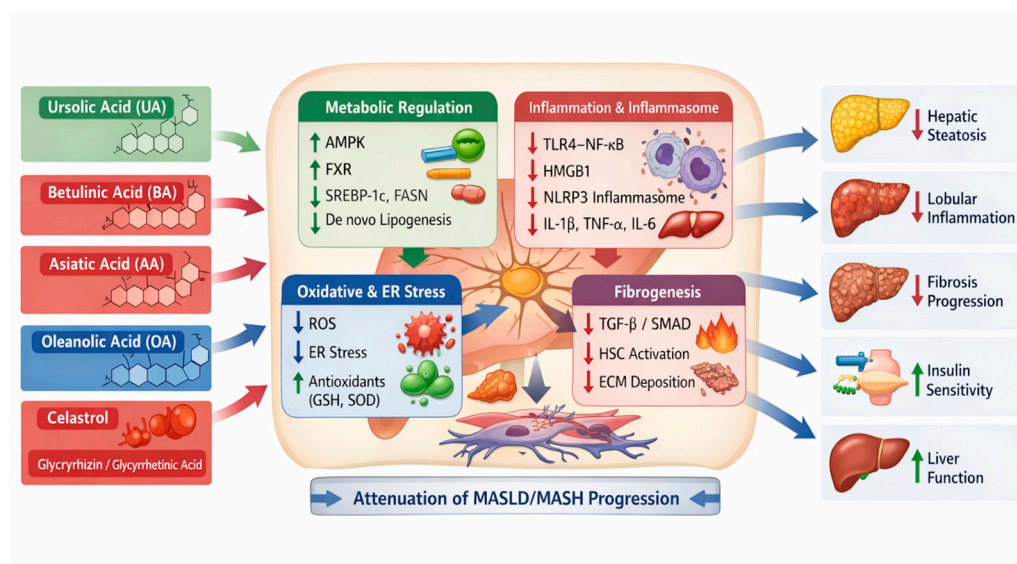 Ursolic Acid (UA)
Betulinic Acid (BA)
Asiatic Acid (AA)
Oleanolic Acid (OA)
Celastrol
Glycryrhizin / Glycyrrhetinic Acid
Metabolic Regulation
↑ AMPK
↑ FXR
↓ SREBP-1c, FASN
↓ De novo Lipogenesis
Inflammation & Inflammasome
↓ TLR4–NF-κB
↓ HMGB1
↓ NLRP3 Inflammasome
↓ IL-1β, TNF-α, IL-6
Oxidative & ER Stress
↓ ROS
↓ ER Stress
↑ Antioxidants
(GSH, SOD)
Fibrogenesis
↓ TGF-β / SMAD
↓ HSC Activation
↓ ECM Deposition
Attenuation of MASLD/MASH Progression
↓ Hepatic
Steatosis
↓ Lobular
Inflammation
↓ Fibrosis
Progression
↑ Insulin
Sensitivity
↑ Liver
Function